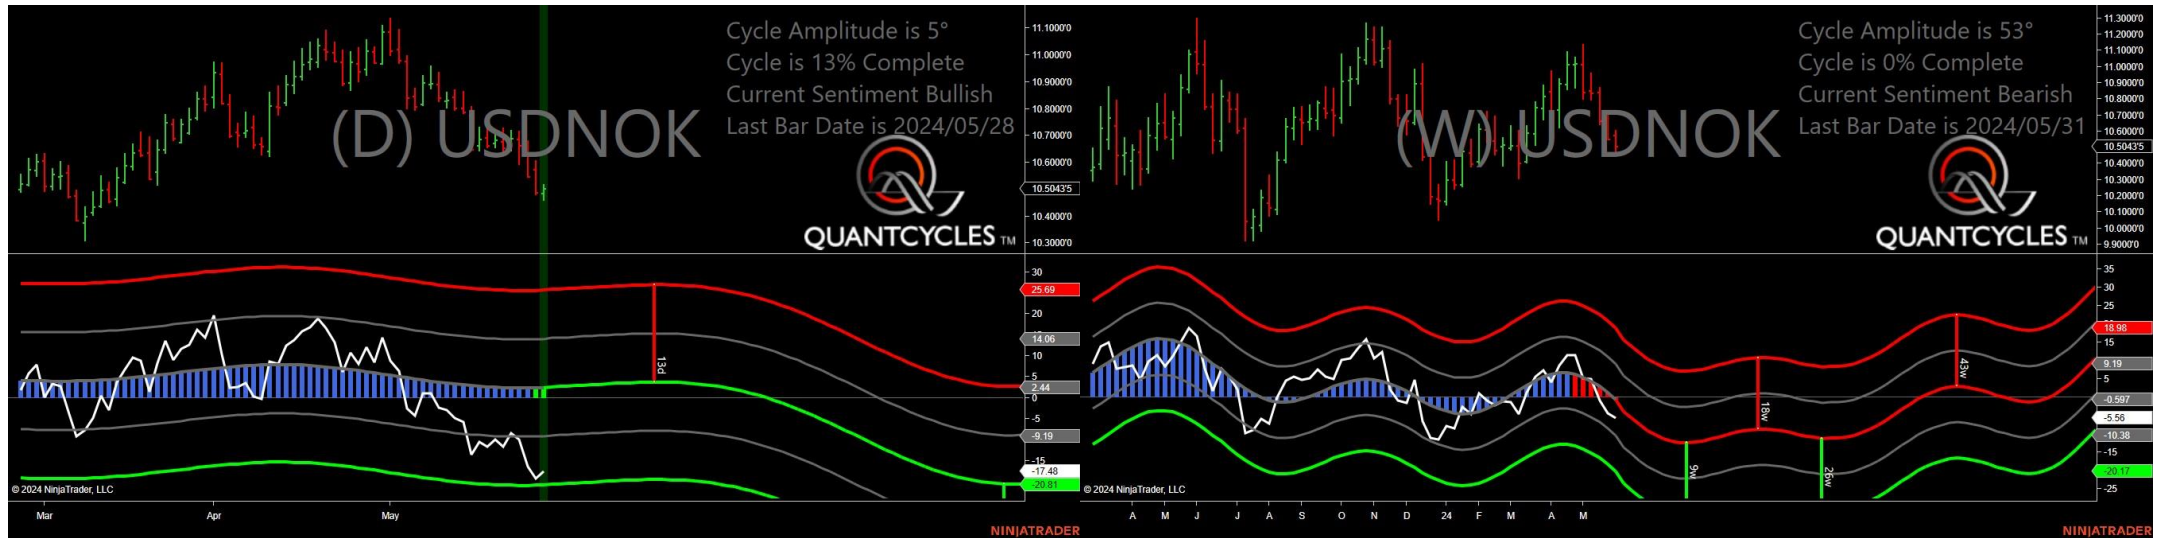 Cycle Amplitude is 5°
Cycle is 13% Complete
Current Sentiment Bullish
Last Bar Date is 2024/05/28
(D) USDNOK
QUANTCYCLES TM
11.1000'0
11.0000'0
10.9000'0
10.8000'0
10.7000'0
10.6000'0
10.5043'5
10.4000'0
10.3000'0
30
25.69
20
14.06
10
5
2.44
0
-5
-9.19
-15
-17.48
-20.81
13d
© 2024 NinjaTrader, LLC
Mar Apr May
NINJATRADER
Cycle Amplitude is 53°
Cycle is 0% Complete
Current Sentiment Bearish
Last Bar Date is 2024/05/31
(W) USDNOK
QUANTCYCLES TM
11.3000'0
11.2000'0
11.1000'0
11.0000'0
10.9000'0
10.8000'0
10.7000'0
10.6000'0
10.5043'5
10.4000'0
10.3000'0
10.2000'0
10.1000'0
10.0000'0
9.9000'0
35
30
25
18.98
15
9.19
5
-0.597
-5.56
-10.38
-20.17
-25
9w
18w
26w
43w
© 2024 NinjaTrader, LLC
A M J J A S O N D 24 F M A M
NINJATRADER